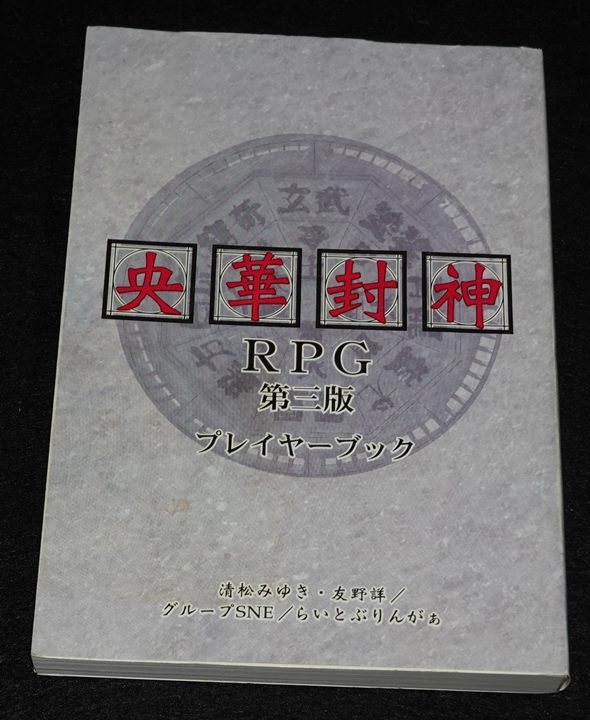 央華封神
RPG
第三版
プレイヤーブック
清松みゆき・友野詳／
グループSNE／らいとぶりんがぁ